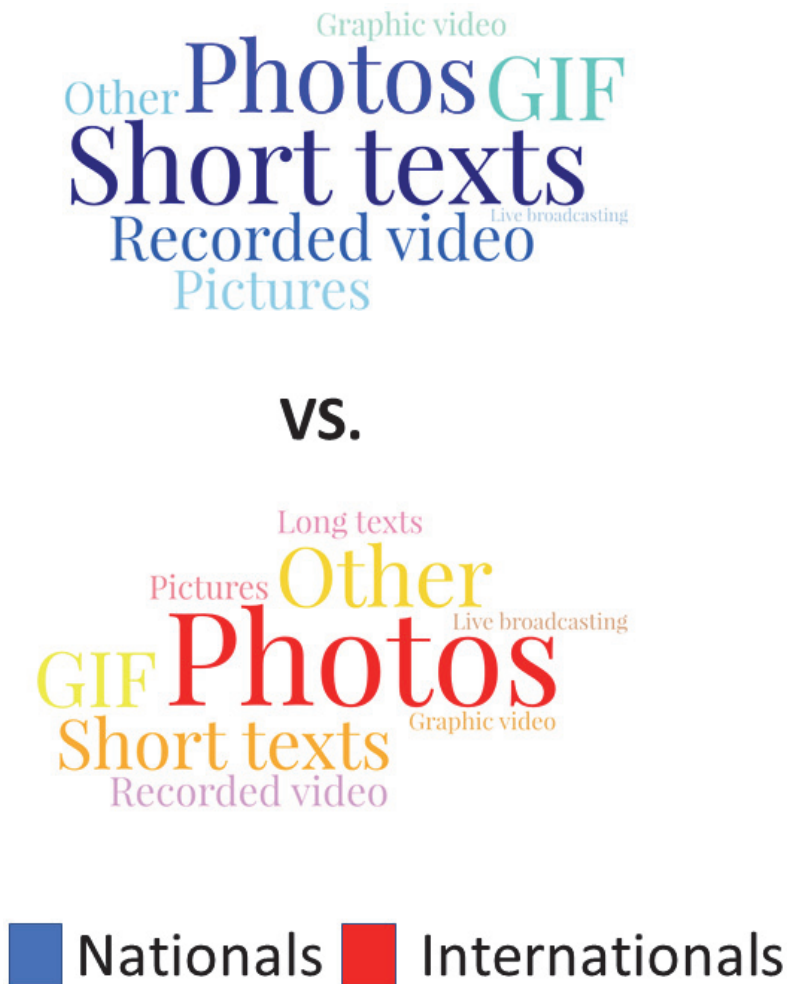 Graphic video
Other Photos GIF
Short texts
Live broadcasting
Recorded video
Pictures
VS.
Long texts
Pictures Other
Live broadcasting
GIF Photos
Graphic video
Short texts
Recorded video
Nationals Internationals